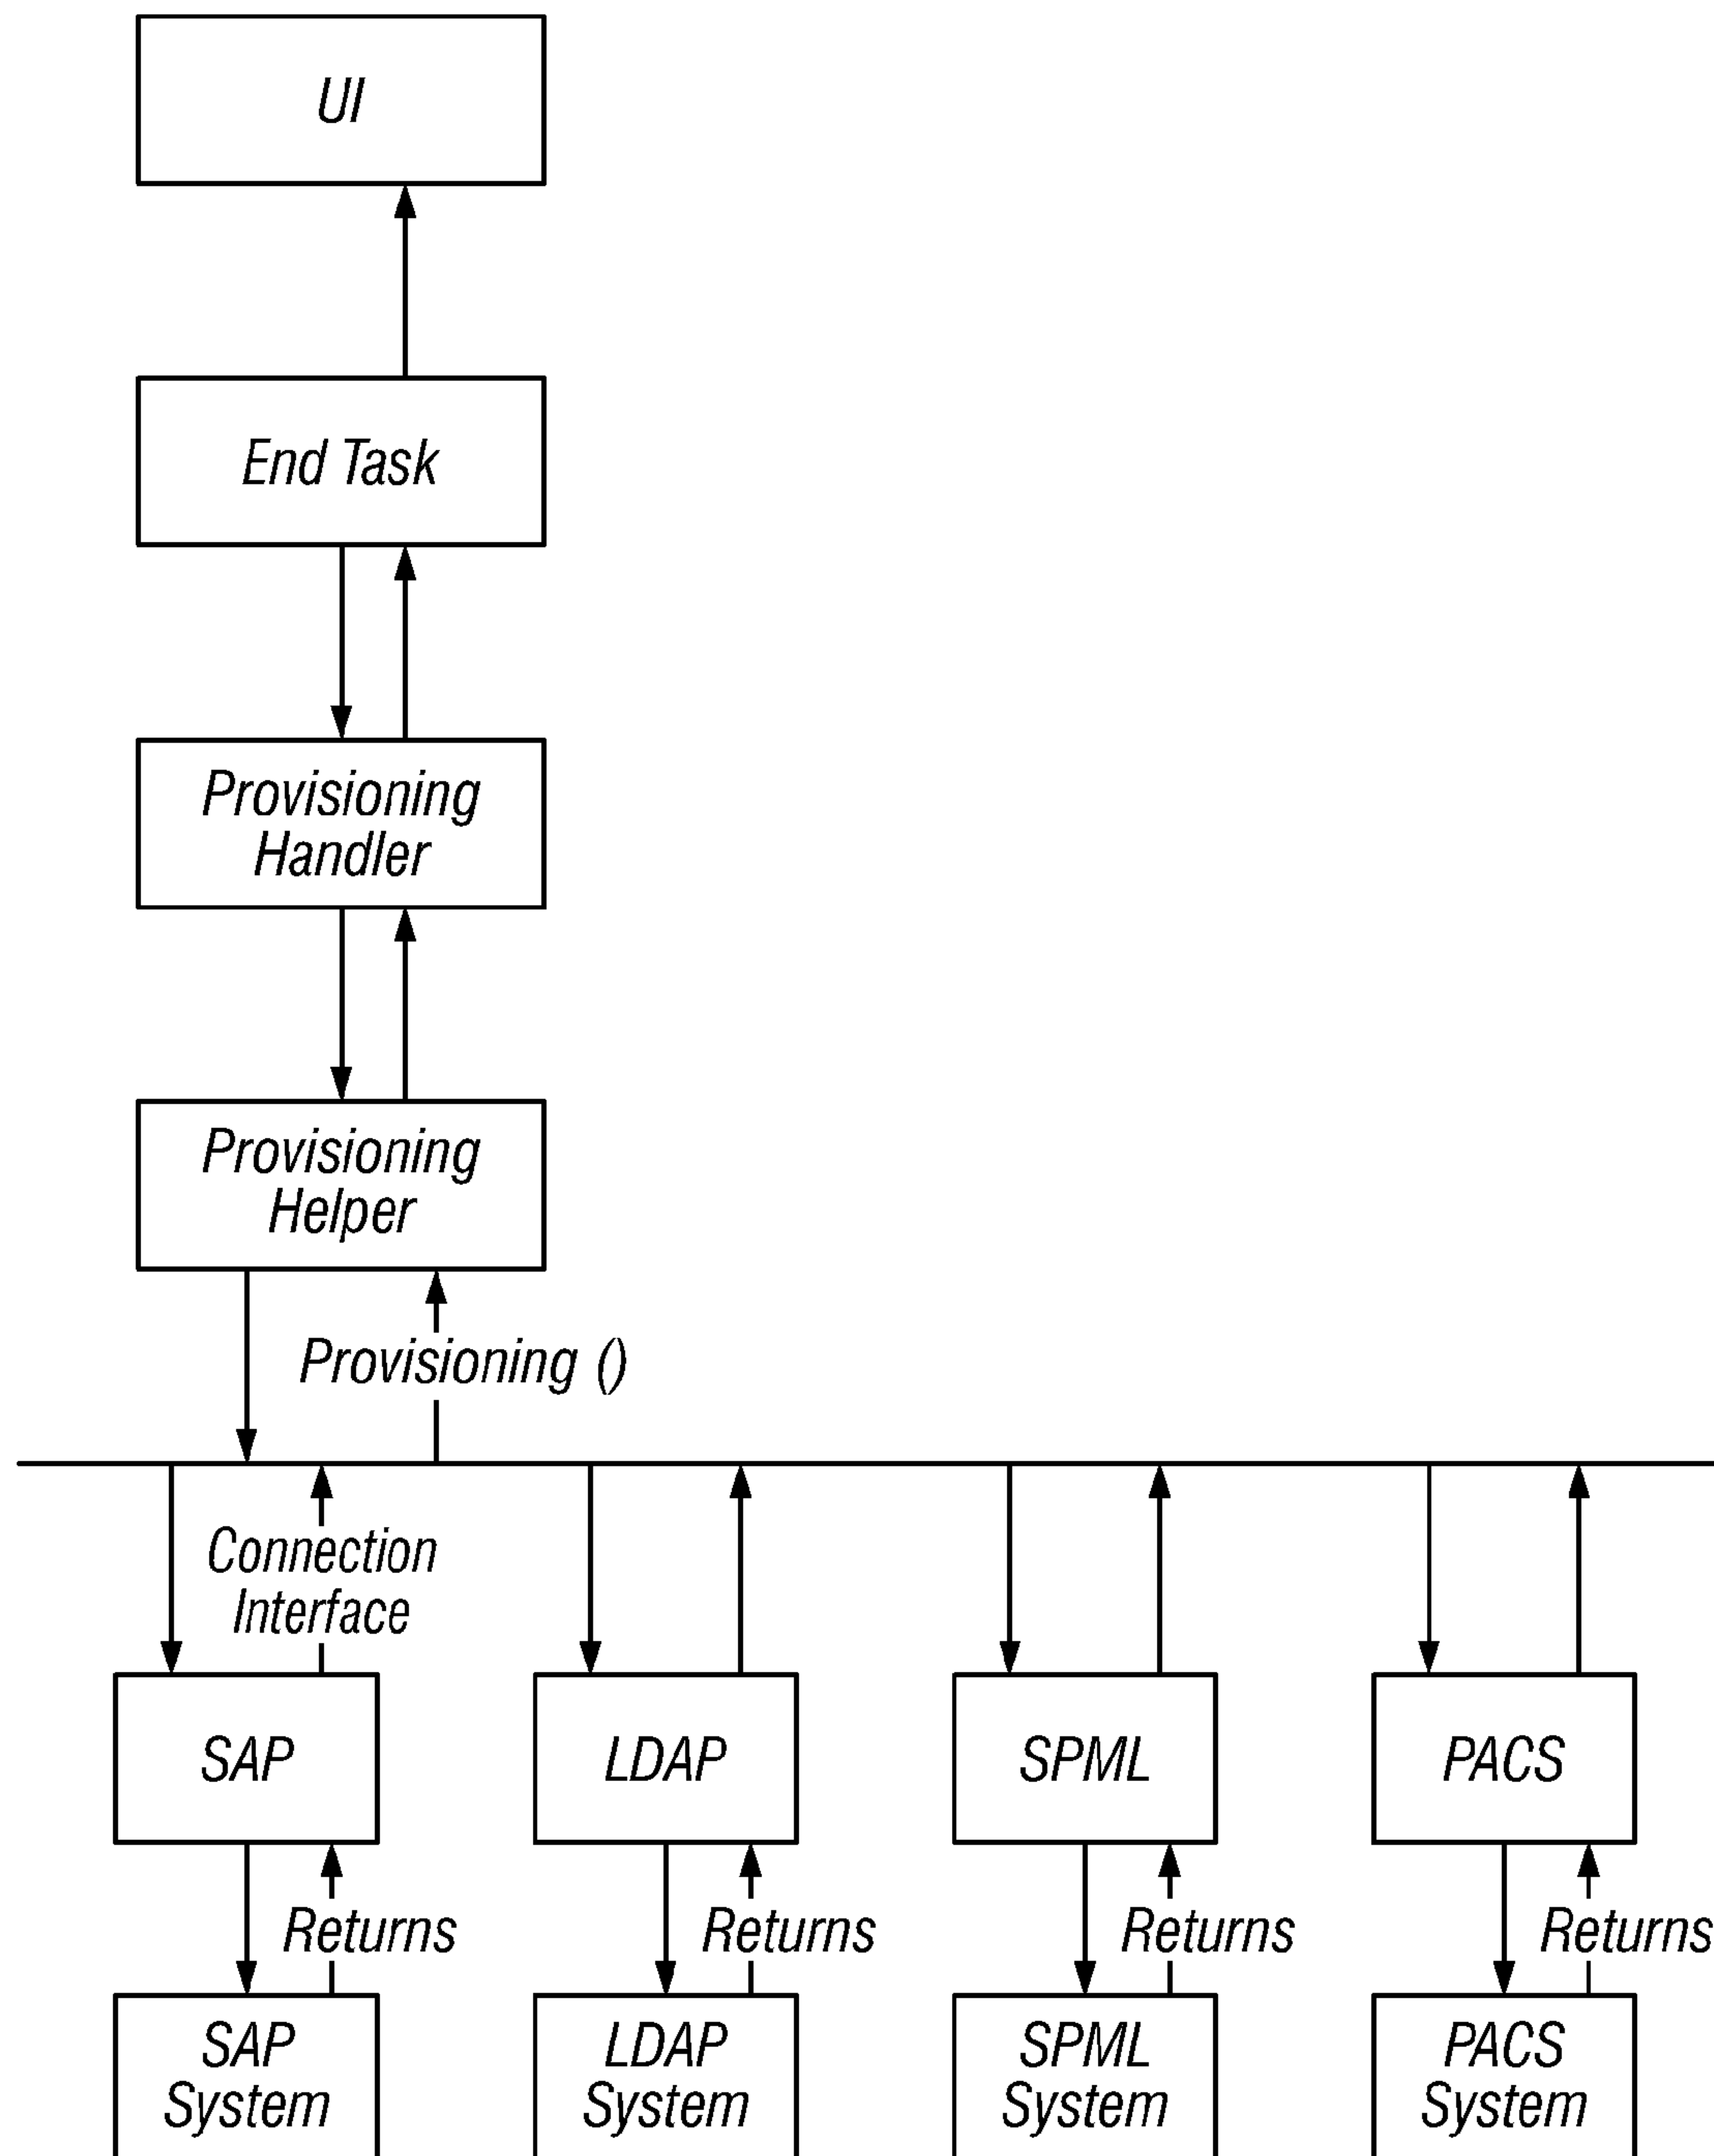 UI
End Task
Provisioning
Handler
Provisioning
Helper
Provisioning ()
Connection
Interface
SAP
LDAP
SPML
PACS
Returns
Returns
Returns
Returns
SAP
System
LDAP
System
SPML
System
PACS
System